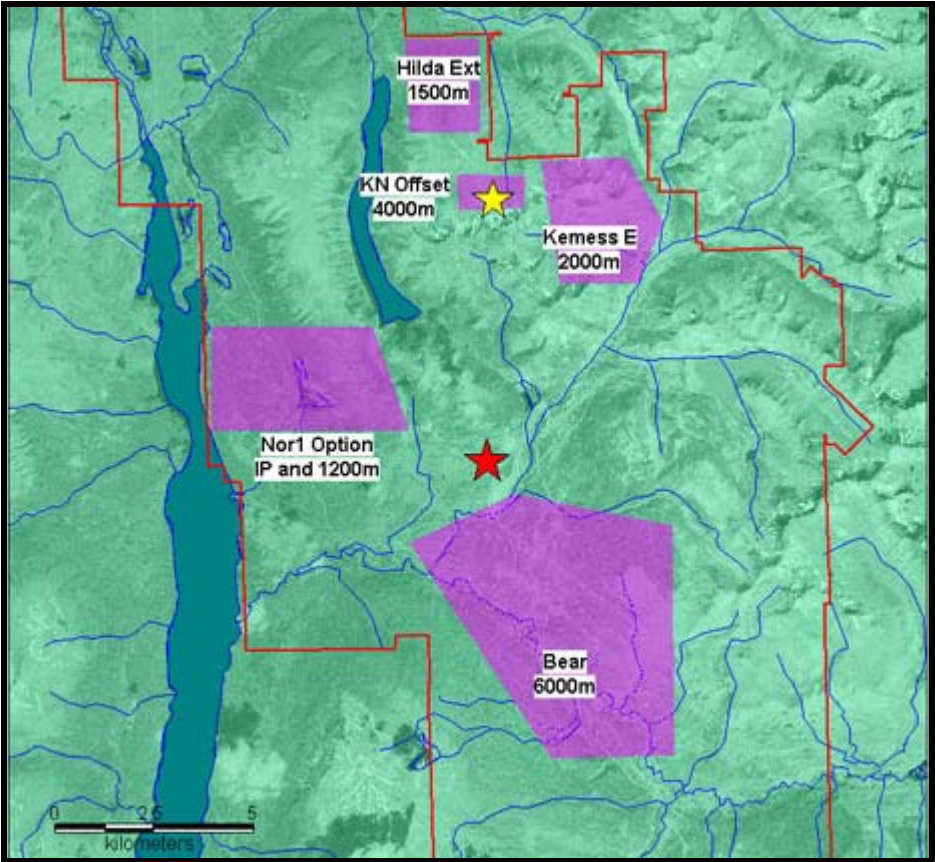 Hilda Ext
1500m
KN Offset
4000m
Kemess E
2000m
Nor1 Option
IP and 1200m
Bear
6000m
0 2.5 5
kilometers